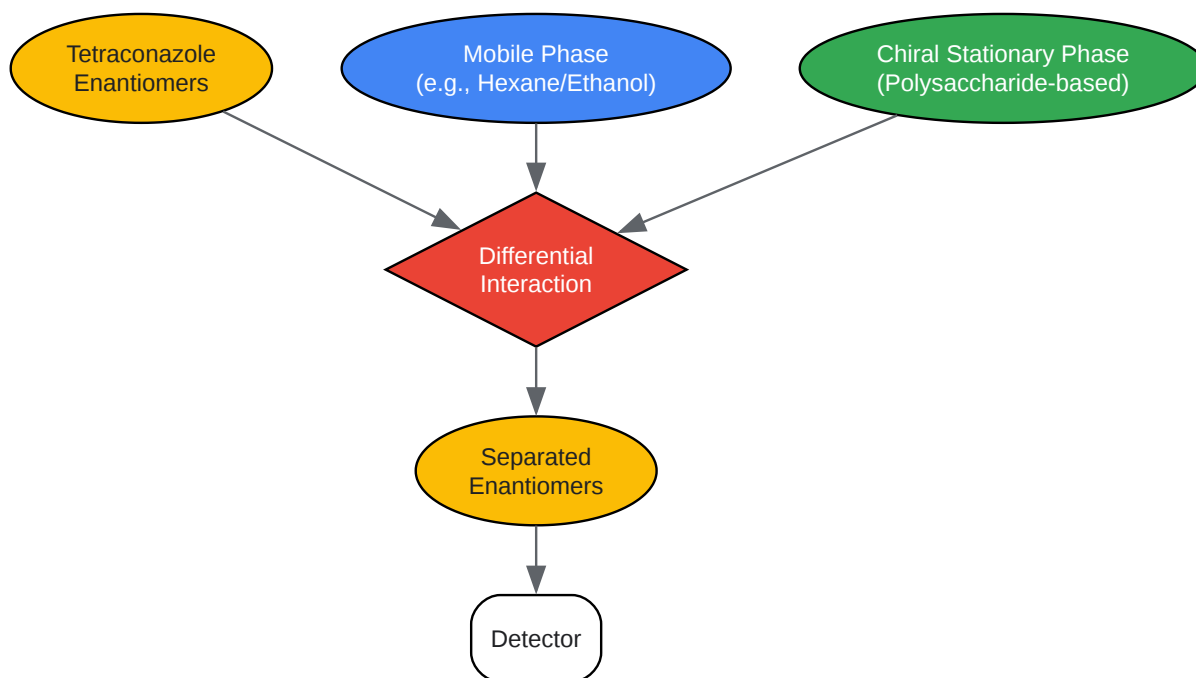 Tetraconazole
Enantiomers
Mobile Phase
(e.g., Hexane/Ethanol)
Chiral Stationary Phase
(Polysaccharide-based)
Differential
Interaction
Separated
Enantiomers
Detector